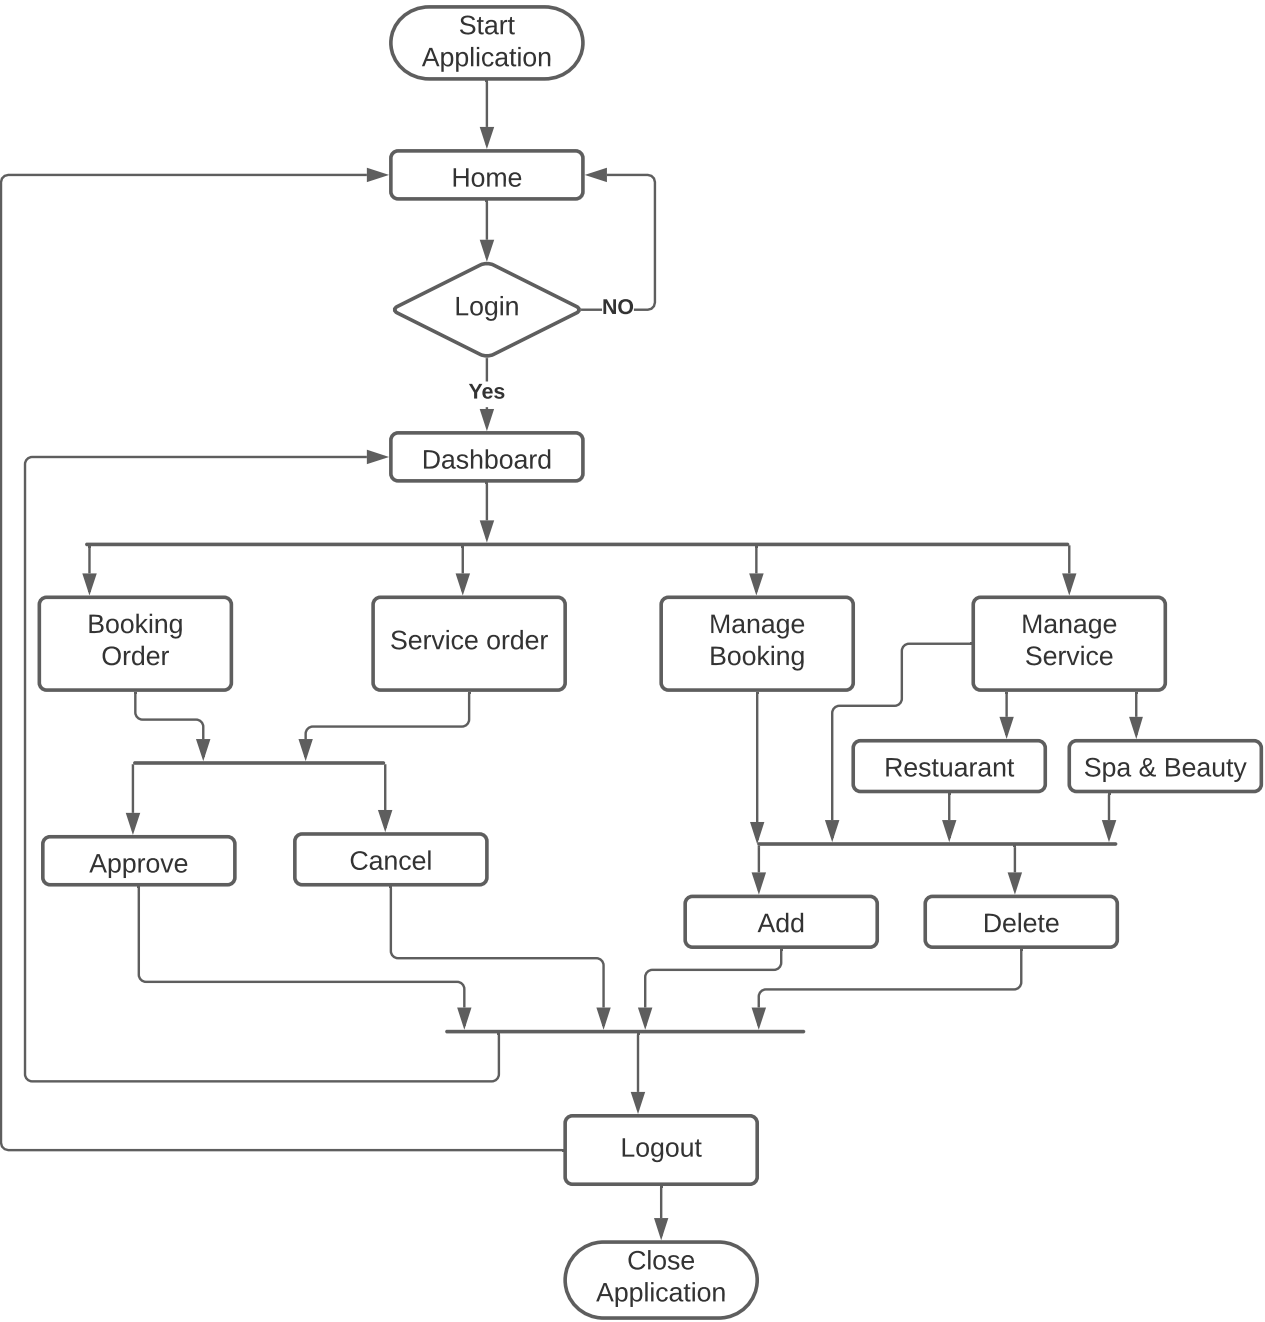 Start
Application
Home
Login
NO
Yes
Dashboard
Booking
Order
Service order
Manage
Booking
Manage
Service
Restuarant
Spa & Beauty
Approve
Cancel
Add
Delete
Logout
Close
Application